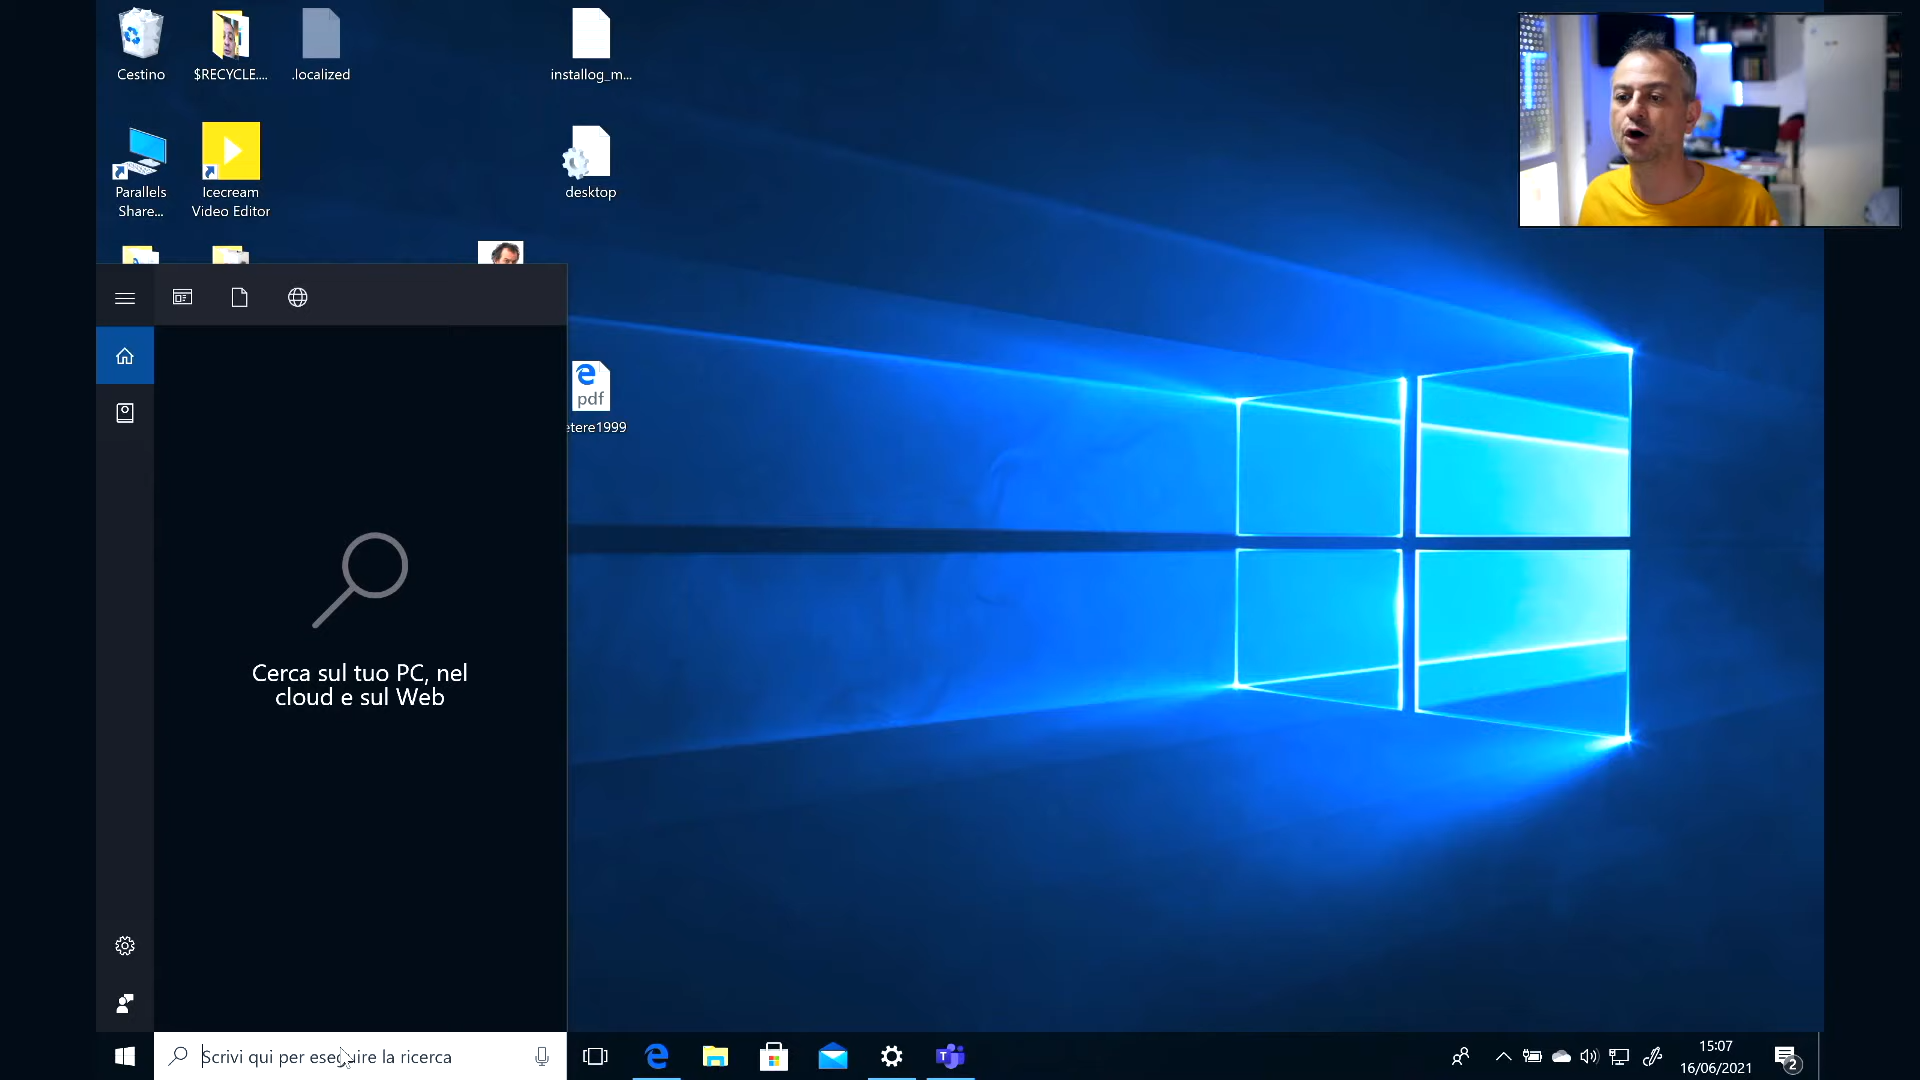 Cestino
$RECYCLE....
.localized
installog_m...
Parallels
Share...
Icecream
Video Editor
desktop
pdf
etere1999
Cerca sul tuo PC, nel
cloud e sul Web
Scrivi qui per eseguire la ricerca
T
15:07
16/06/2021
2